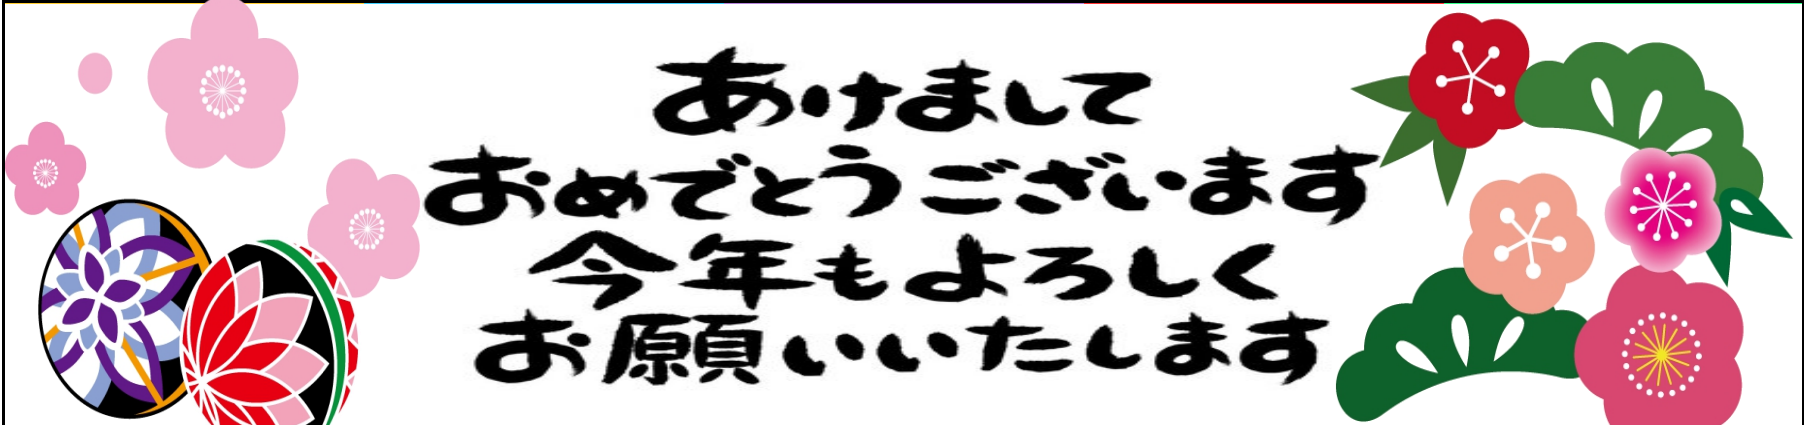 あけまして
おめでとうございます
今年もよろしく
お願いいたします